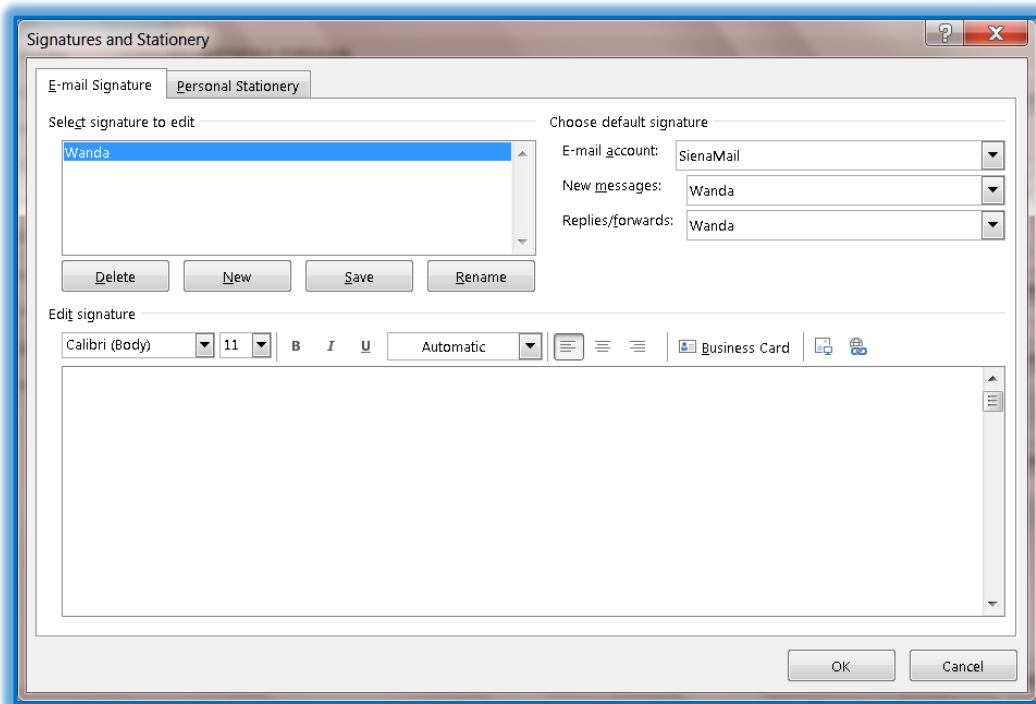 Signatures and Stationery
E-mail Signature Personal Stationery
Select signature to edit Choose default signature
Wanda
E-mail account: SienaMail
New messages: Wanda
Replies/forwards: Wanda
Delete New Save Rename
Edit signature
Calibri (Body) 11 B I U Automatic Business Card
OK Cancel